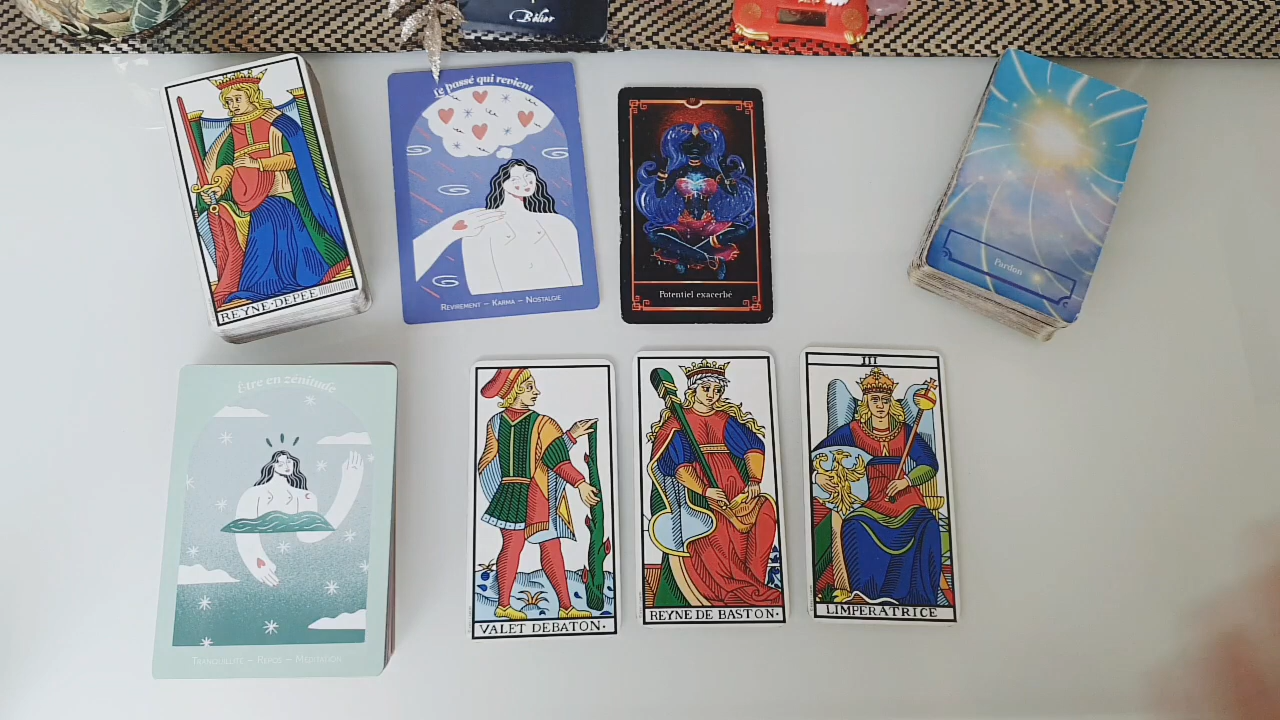 Bélier
REYNE·DEPEE
Le passé qui revient
REVIREMENT – KARMA – NOSTALGIE
Potentiel exacerbé
Pardon
Être en zénitude
TRANQUILLITÉ – REPOS – MÉDITATION
VALET DEBATON·
REYNE DE BASTON·
III
LIMPERATRICE